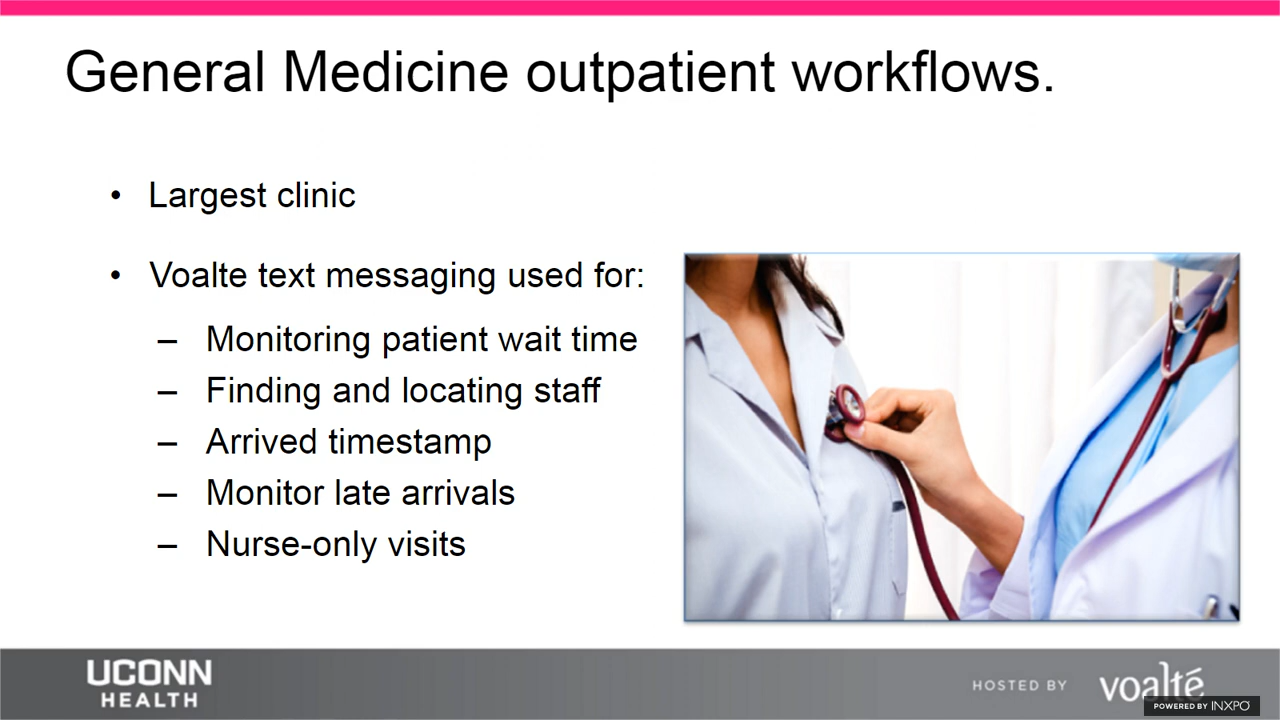 General Medicine outpatient workflows.
• Largest clinic
• Voalte text messaging used for:
– Monitoring patient wait time
– Finding and locating staff
– Arrived timestamp
– Monitor late arrivals
– Nurse-only visits
UCONN
HEALTH
HOSTED BY voalté
POWERED BY INXPO